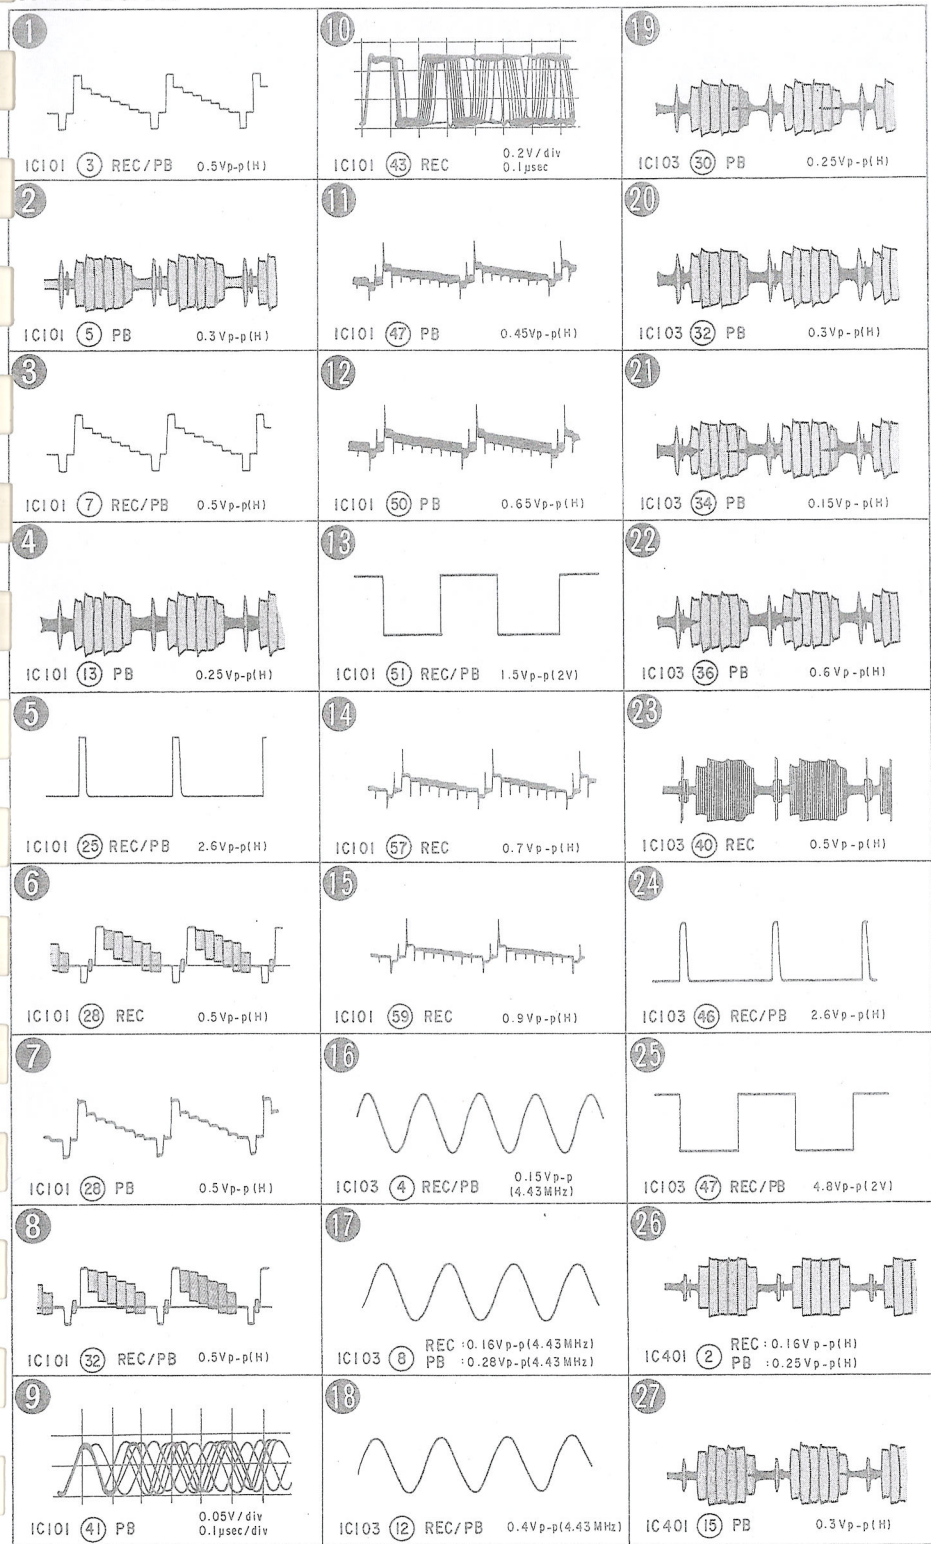 1
IC101 (3) REC/PB 0.5Vp-p(H)
2
IC101 (5) PB 0.3Vp-p(H)
3
IC101 (7) REC/PB 0.5Vp-p(H)
4
IC101 (13) PB 0.25Vp-p(H)
5
IC101 (25) REC/PB 2.6Vp-p(H)
6
IC101 (28) REC 0.5Vp-p(H)
7
IC101 (28) PB 0.5Vp-p(H)
8
IC101 (32) REC/PB 0.5Vp-p(H)
9
0.05V/div
IC101 (41) PB 0.1μsec/div
10
0.2V/div
IC101 (43) REC 0.1μsec
11
IC101 (47) PB 0.45Vp-p(H)
12
IC101 (50) PB 0.65Vp-p(H)
13
IC101 (51) REC/PB 1.5Vp-p(2V)
14
IC101 (57) REC 0.7Vp-p(H)
15
IC101 (59) REC 0.9Vp-p(H)
16
0.15Vp-p
IC103 (4) REC/PB (4.43MHz)
17
REC :0.16Vp-p(4.43MHz)
IC103 (8) PB :0.28Vp-p(4.43MHz)
18
IC103 (12) REC/PB 0.4Vp-p(4.43MHz)
19
IC103 (30) PB 0.25Vp-p(H)
20
IC103 (32) PB 0.3Vp-p(H)
21
IC103 (34) PB 0.15Vp-p(H)
22
IC103 (36) PB 0.6Vp-p(H)
23
IC103 (40) REC 0.5Vp-p(H)
24
IC103 (46) REC/PB 2.6Vp-p(H)
25
IC103 (47) REC/PB 4.8Vp-p(2V)
26
REC:0.16Vp-p(H)
IC401 (2) PB :0.25Vp-p(H)
27
IC401 (15) PB 0.3Vp-p(H)